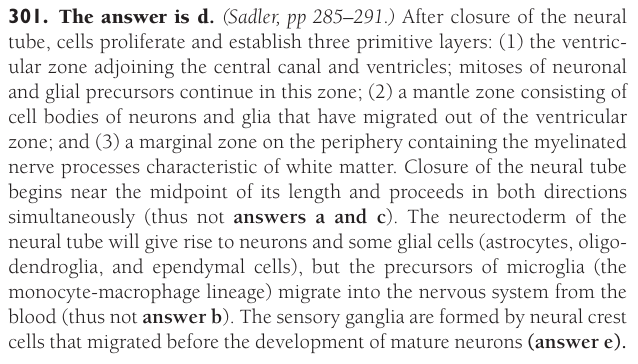 301. The answer is d. (Sadler, pp 285–291.) After closure of the neural
tube, cells proliferate and establish three primitive layers: (1) the ventric-
ular zone adjoining the central canal and ventricles; mitoses of neuronal
and glial precursors continue in this zone; (2) a mantle zone consisting of
cell bodies of neurons and glia that have migrated out of the ventricular
zone; and (3) a marginal zone on the periphery containing the myelinated
nerve processes characteristic of white matter. Closure of the neural tube
begins near the midpoint of its length and proceeds in both directions
simultaneously (thus not answers a and c). The neurectoderm of the
neural tube will give rise to neurons and some glial cells (astrocytes, oligo-
dendroglia, and ependymal cells), but the precursors of microglia (the
monocyte-macrophage lineage) migrate into the nervous system from the
blood (thus not answer b). The sensory ganglia are formed by neural crest
cells that migrated before the development of mature neurons (answer e).